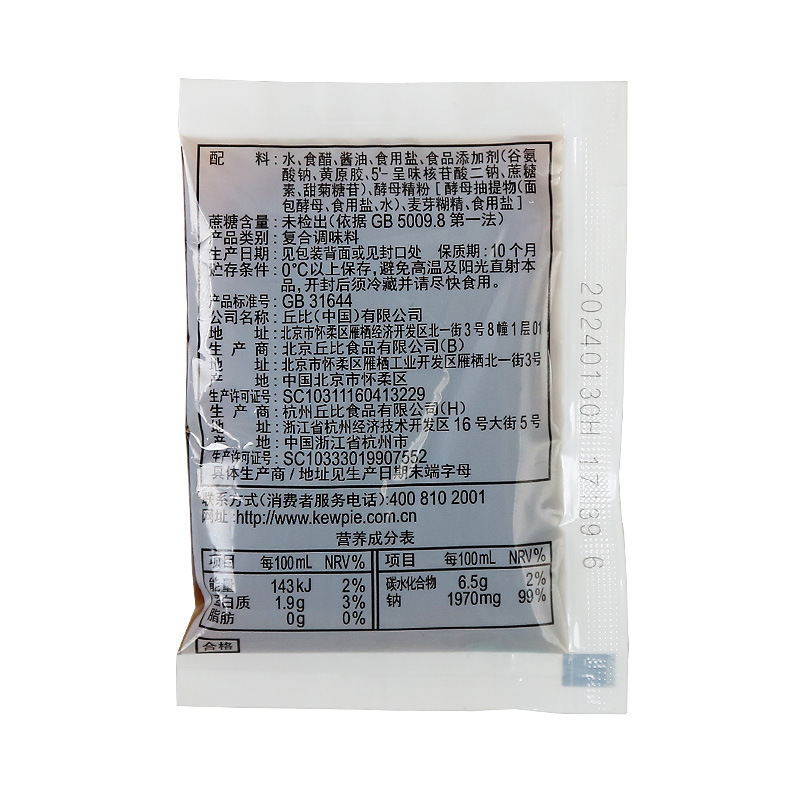 配 料:水、食醋、酱油、食用盐、食品添加剂(谷氨
酸钠、黄原胶、5'-呈味核苷酸二钠、蔗糖
素、甜菊糖苷)、酵母精粉[酵母抽提物(面
包酵母、食用盐、水)、麦芽糊精、食用盐]
蔗糖含量:未检出(依据GB 5009.8 第一法)
产品类别:复合调味料
生产日期:见包装背面或见封口处 保质期:10个月
贮存条件:0℃以上保存,避免高温及阳光直射本
品,开封后须冷藏并请尽快食用。
产品标准号:GB 31644
公司名称:丘比(中国)有限公司
地 址:北京市怀柔区雁栖经济开发区北一街3号8幢1层01
生 产 商:北京丘比食品有限公司(B)
地 址:北京市怀柔区雁栖工业开发区雁栖北一街3号
产 地:中国北京市怀柔区
生产许可证号:SC10311160413229
生 产 商:杭州丘比食品有限公司(H)
地 址:浙江省杭州经济技术开发区16号大街5号
产 地:中国浙江省杭州市
生产许可证号:SC10333019907552
具体生产商/地址见生产日期末端字母
联系方式(消费者服务电话):400 810 2001
网址:http://www.kewpie.com.cn
营养成分表
项目 每100mL NRV% 项目 每100mL NRV%
能量 143kJ 2% 碳水化合物 6.5g 2%
蛋白质 1.9g 3% 钠 1970mg 99%
脂肪 0g 0%
合格
20240130H 17 39 6